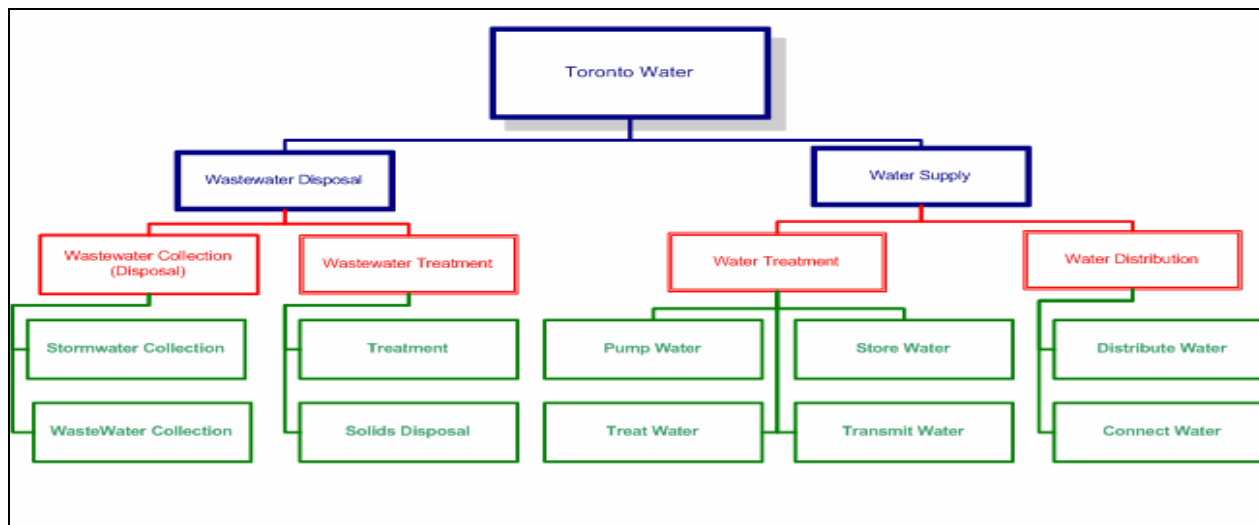 Toronto Water
Wastewater Disposal
Water Supply
Wastewater Collection
(Disposal)
Wastewater Treatment
Water Treatment
Water Distribution
Stormwater Collection
Treatment
Pump Water
Store Water
Distribute Water
WasteWater Collection
Solids Disposal
Treat Water
Transmit Water
Connect Water